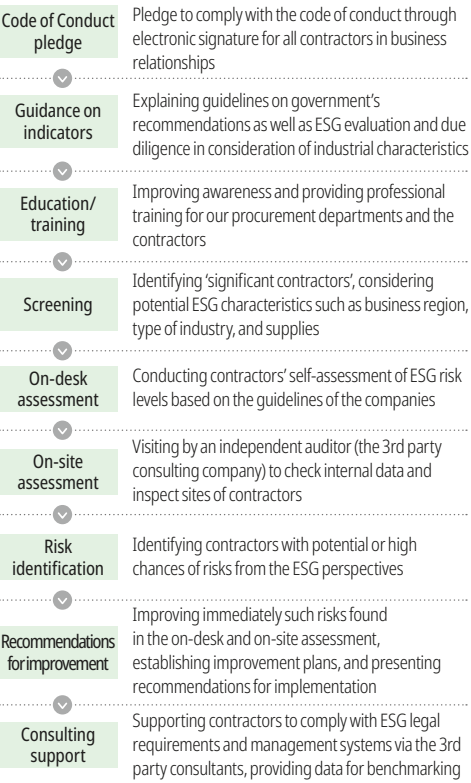 Code of Conduct
pledge
Pledge to comply with the code of conduct through
electronic signature for all contractors in business
relationships
Guidance on
indicators
Explaining guidelines on government's
recommendations as well as ESG evaluation and due
diligence in consideration of industrial characteristics
Education/
training
Improving awareness and providing professional
training for our procurement departments and the
contractors
Screening
Identifying 'significant contractors', considering
potential ESG characteristics such as business region,
type of industry, and supplies
On-desk
assessment
Conducting contractors' self-assessment of ESG risk
levels based on the guidelines of the companies
On-site
assessment
Visiting by an independent auditor (the 3rd party
consulting company) to check internal data and
inspect sites of contractors
Risk
identification
Identifying contractors with potential or high
chances of risks from the ESG perspectives
Recommendations
for improvement
Improving immediately such risks found
in the on-desk and on-site assessment,
establishing improvement plans, and presenting
recommendations for implementation
Consulting
support
Supporting contractors to comply with ESG legal
requirements and management systems via the 3rd
party consultants, providing data for benchmarking